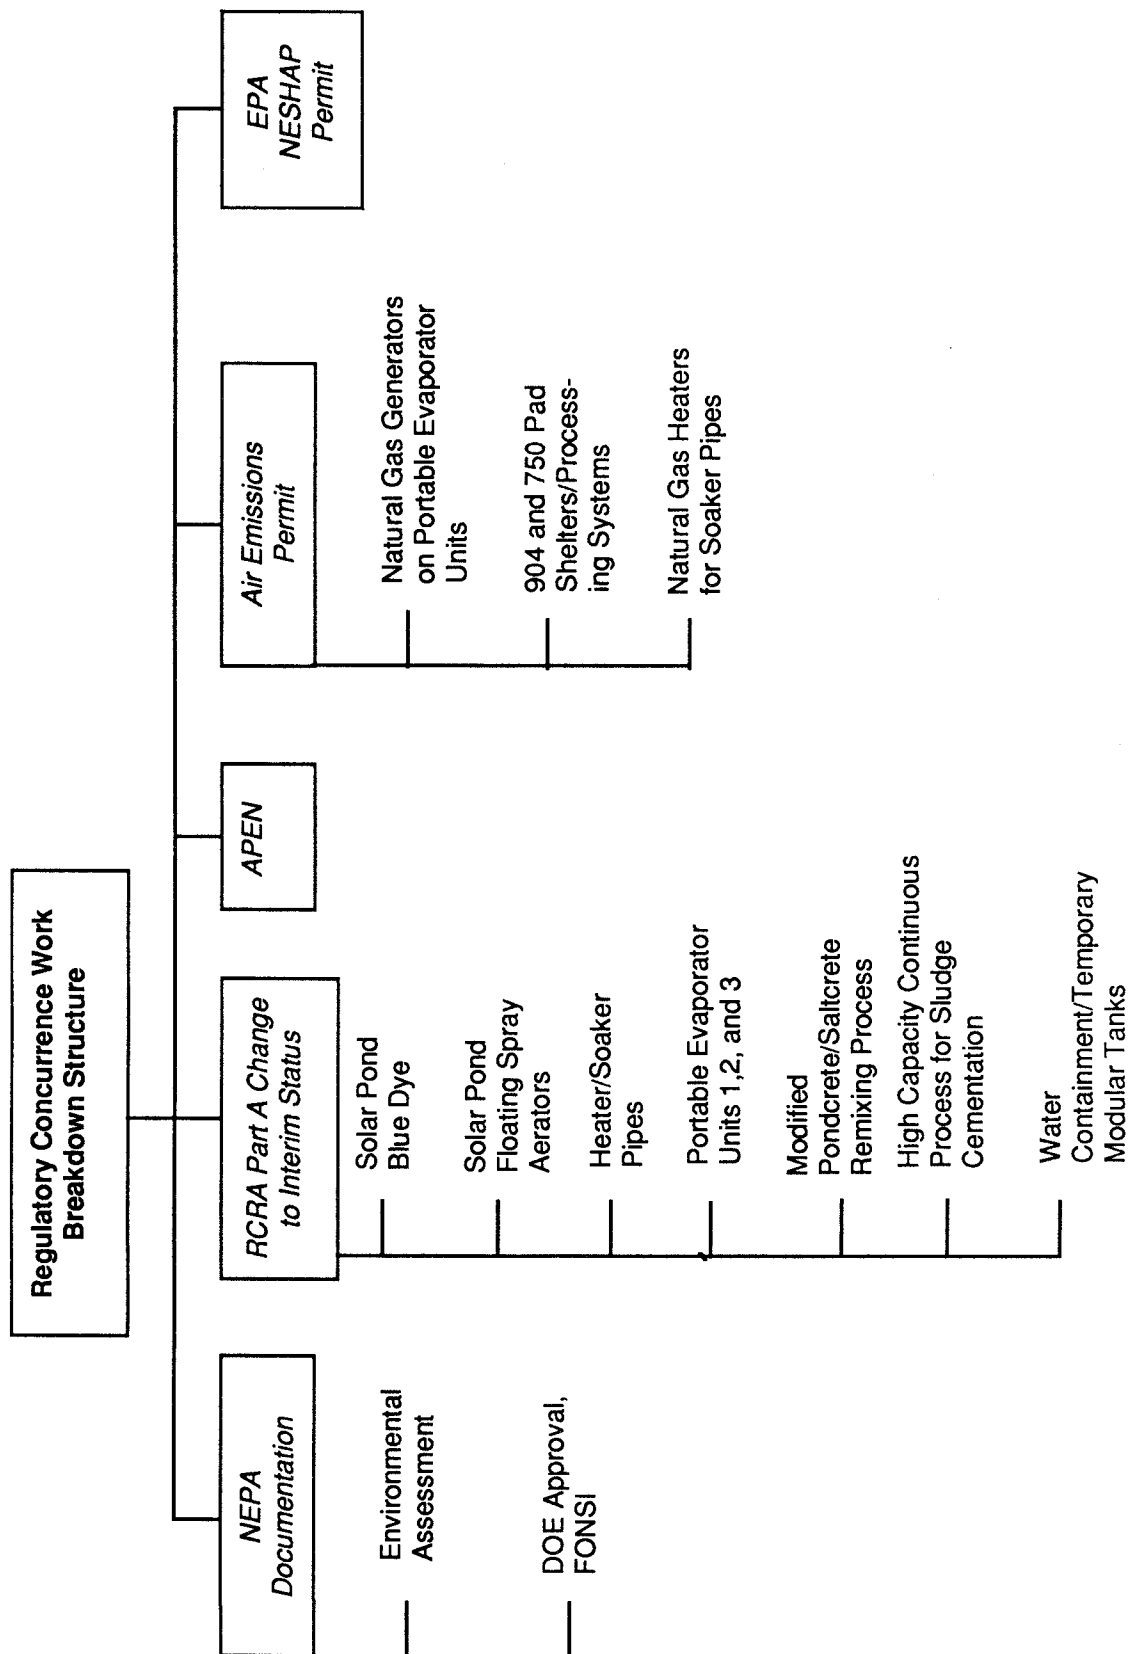 Regulatory Concurrence Work
Breakdown Structure
NEPA
Documentation
Environmental
Assessment
DOE Approval,
FONSI
RCRA Part A Change
to Interim Status
Solar Pond
Blue Dye
Solar Pond
Floating Spray
Aerators
Heater/Soaker
Pipes
Portable Evaporator
Units 1,2, and 3
Modified
Pondcrete/Saltcrete
Remixing Process
High Capacity Continuous
Process for Sludge
Cementation
Water
Containment/Temporary
Modular Tanks
APEN
Air Emissions
Permit
Natural Gas Generators
on Portable Evaporator
Units
904 and 750 Pad
Shelters/Process-
ing Systems
Natural Gas Heaters
for Soaker Pipes
EPA
NESHAP
Permit